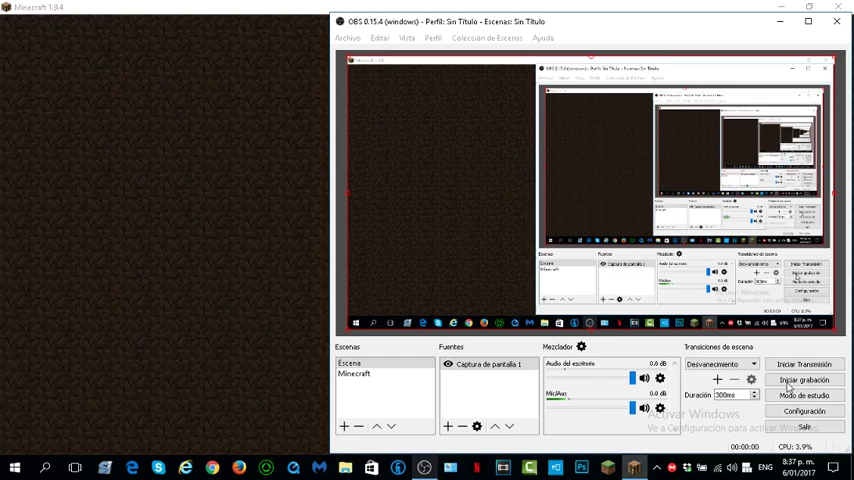 Minecraft 1.9.4
OBS 0.15.4 (windows) - Perfil: Sin Título - Escenas: Sin Título
Archivo Editar Vista Perfil Colección de Escenas Ayuda
Escenas Fuentes Mezclador Transiciones de escena
Escena
Minecraft
Captura de pantalla 1
Audio del escritorio 0.0 dB
Mic/Aux 0.0 dB
Desvanecimiento
Duración 300ms
Iniciar Transmisión
Iniciar grabación
Modo de estudio
Configuración
Salir
Activar Windows
Ve a Configuración para activar Windows.
00:00:00 CPU: 3.9%
ENG
8:37 p. m.
6/01/2017